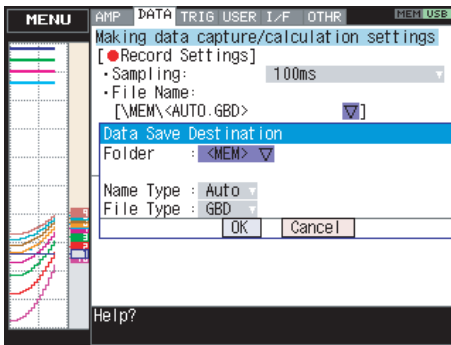 MENU
AMP DATA TRIG USER I/F OTHR MEM USB
Making data capture/calculation settings
[●Record Settings]
・Sampling: 100ms
・File Name:
[\MEM\<AUTO.GBD> ▽]
Data Save Destination
Folder : <MEM> ▽
Name Type : Auto
File Type : GBD
OK Cancel
Help?